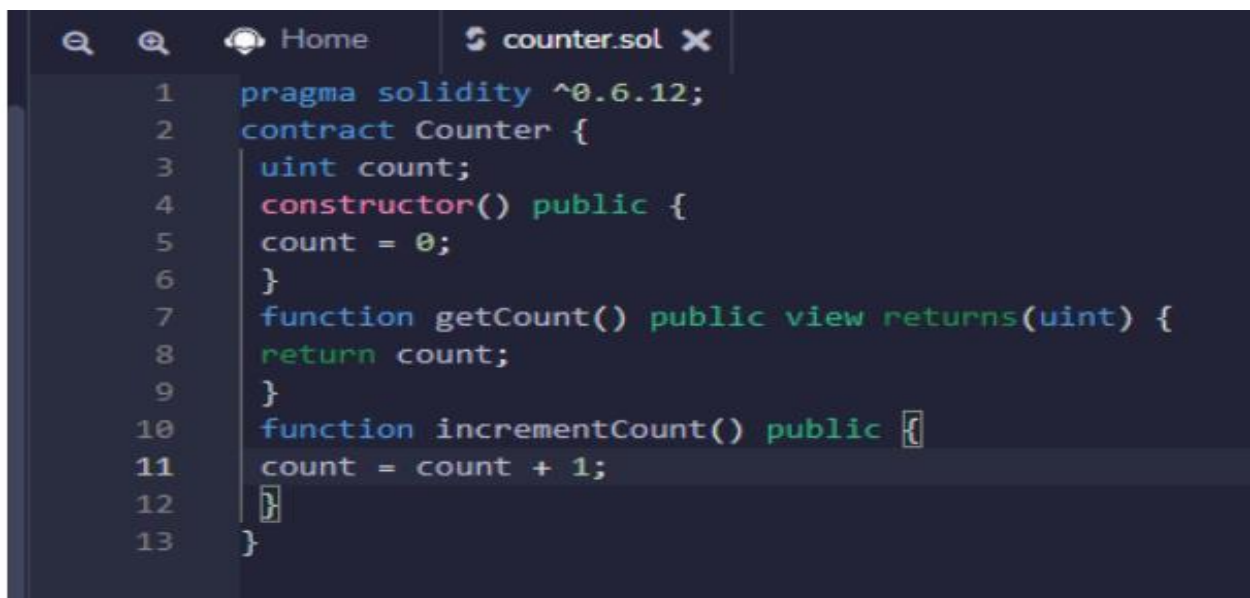 Home counter.sol
1 pragma solidity ^0.6.12;
2 contract Counter {
3 uint count;
4 constructor() public {
5 count = 0;
6 }
7 function getCount() public view returns(uint) {
8 return count;
9 }
10 function incrementCount() public {
11 count = count + 1;
12 }
13 }